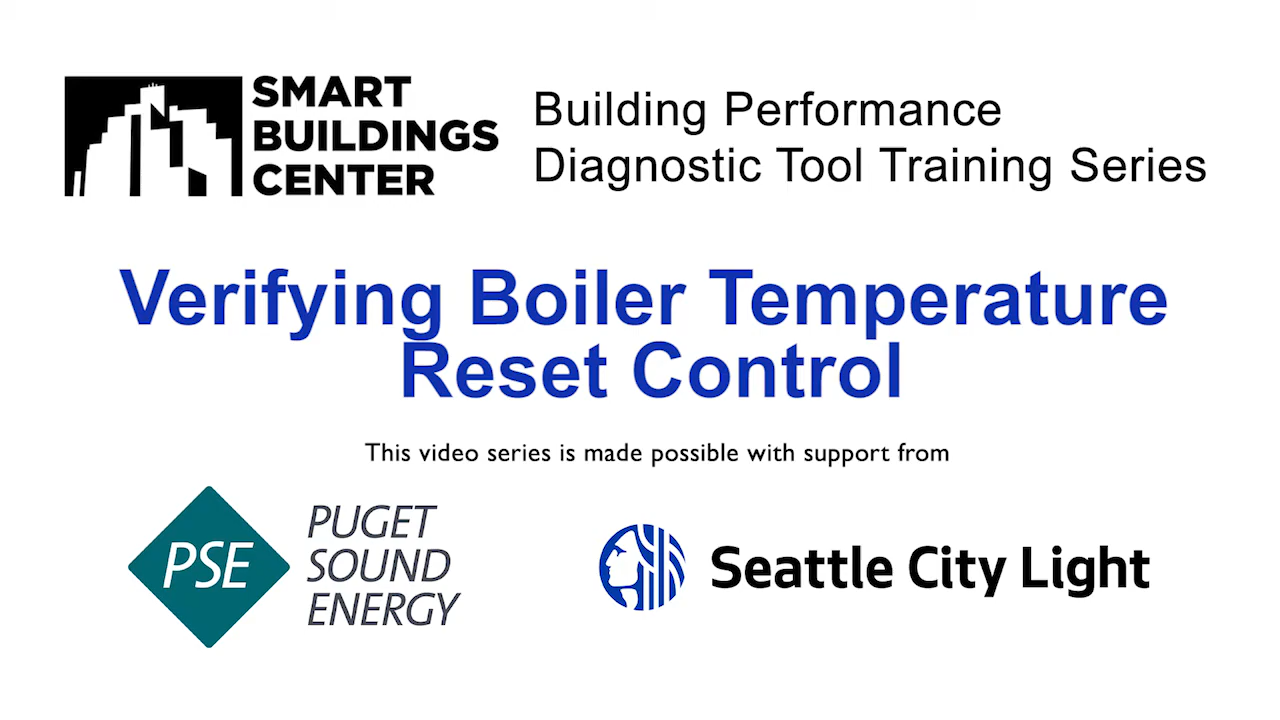 SMART
BUILDINGS
CENTER
Building Performance
Diagnostic Tool Training Series
Verifying Boiler Temperature
Reset Control
This video series is made possible with support from
PSE
PUGET
SOUND
ENERGY
Seattle City Light